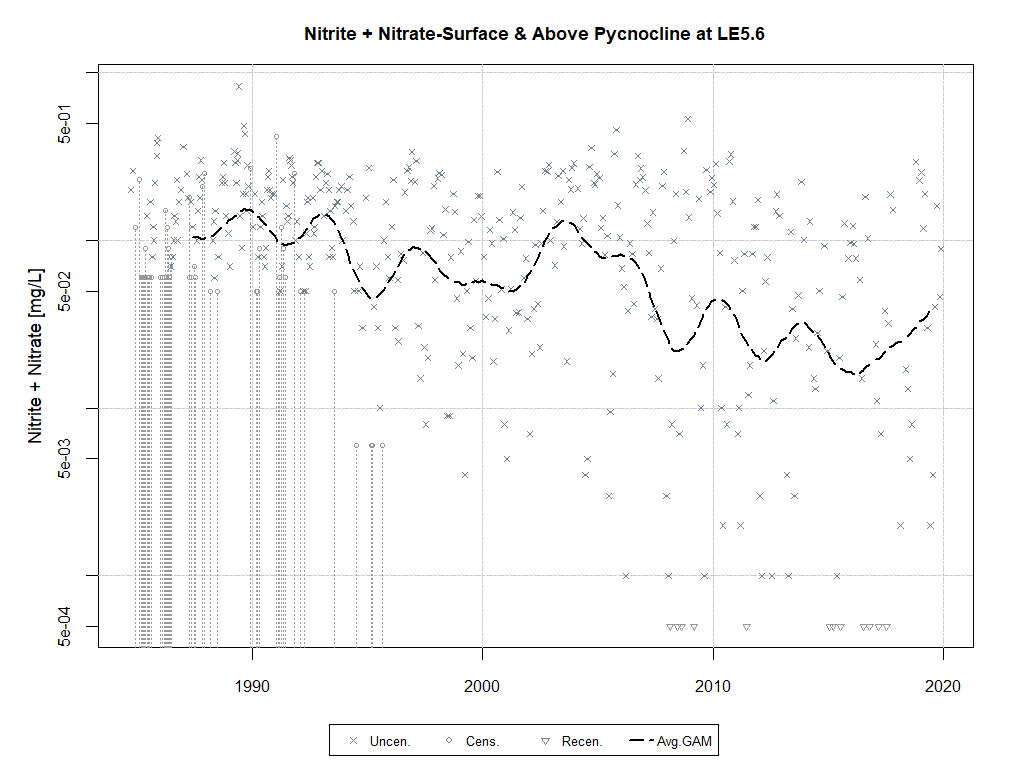 Nitrite + Nitrate-Surface & Above Pycnocline at LE5.6
Nitrite + Nitrate [mg/L]
5e-01
5e-02
5e-03
5e-04
1990 2000 2010 2020
Uncen. Cens. Recen. Avg.GAM